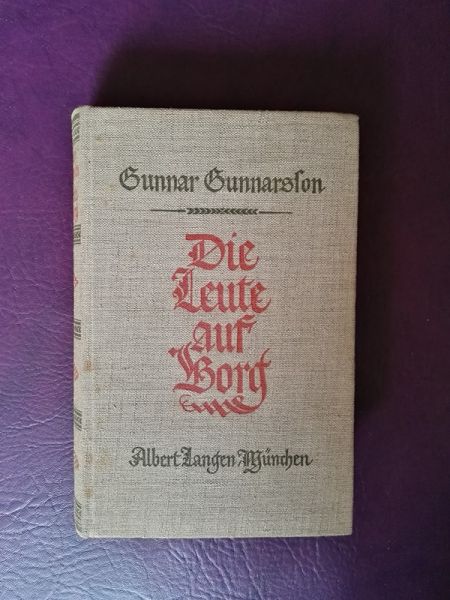 Gunnar Gunnarsson
Die
Leute
auf
Borg
Albert Langen / München